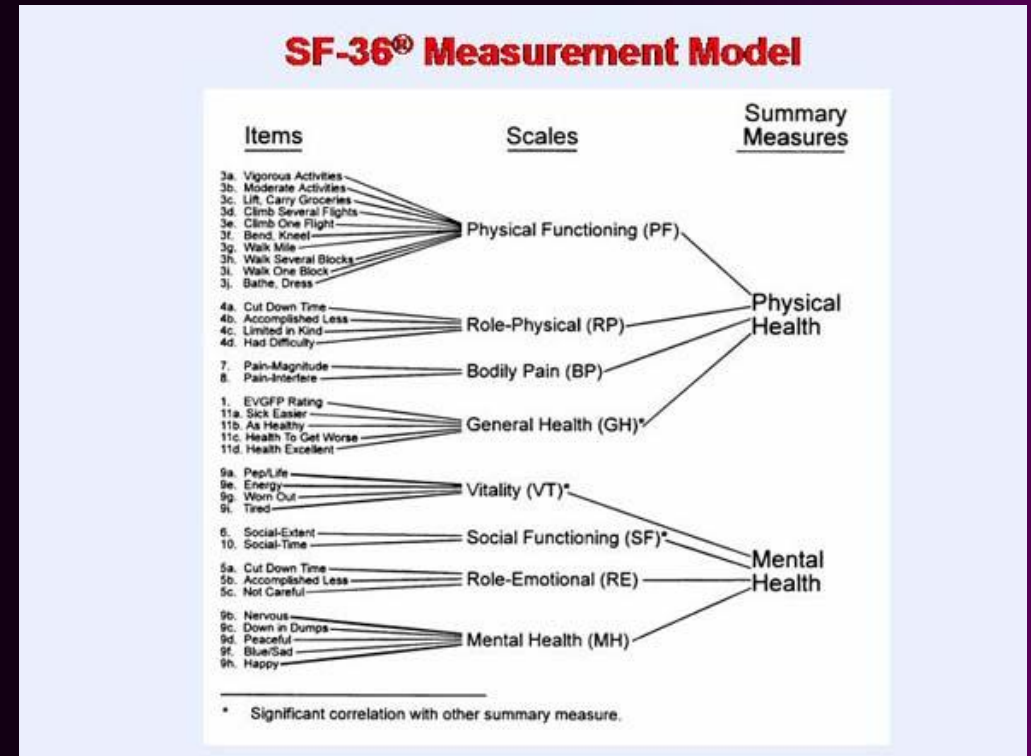 SF-36® Measurement Model
Items
Scales
Summary
Measures
3a. Vigorous Activities
3b. Moderate Activities
3c. Lift, Carry Groceries
3d. Climb Several Flights
3e. Climb One Flight
3f. Bend, Kneel
3g. Walk Mile
3h. Walk Several Blocks
3i. Walk One Block
3j. Bathe, Dress
Physical Functioning (PF)
4a. Cut Down Time
4b. Accomplished Less
4c. Limited in Kind
4d. Had Difficulty
Role-Physical (RP)
7. Pain-Magnitude
8. Pain-Interfere
Bodily Pain (BP)
1. EVGFP Rating
11a. Sick Easier
11b. As Healthy
11c. Health To Get Worse
11d. Health Excellent
General Health (GH)*
Physical
Health
9a. Pep/Life
9e. Energy
9g. Worn Out
9i. Tired
Vitality (VT)*
6. Social-Extent
10. Social-Time
Social Functioning (SF)*
5a. Cut Down Time
5b. Accomplished Less
5c. Not Careful
Role-Emotional (RE)
9b. Nervous
9c. Down in Dumps
9d. Peaceful
9f. Blue/Sad
9h. Happy
Mental Health (MH)
Mental
Health
* Significant correlation with other summary measure.